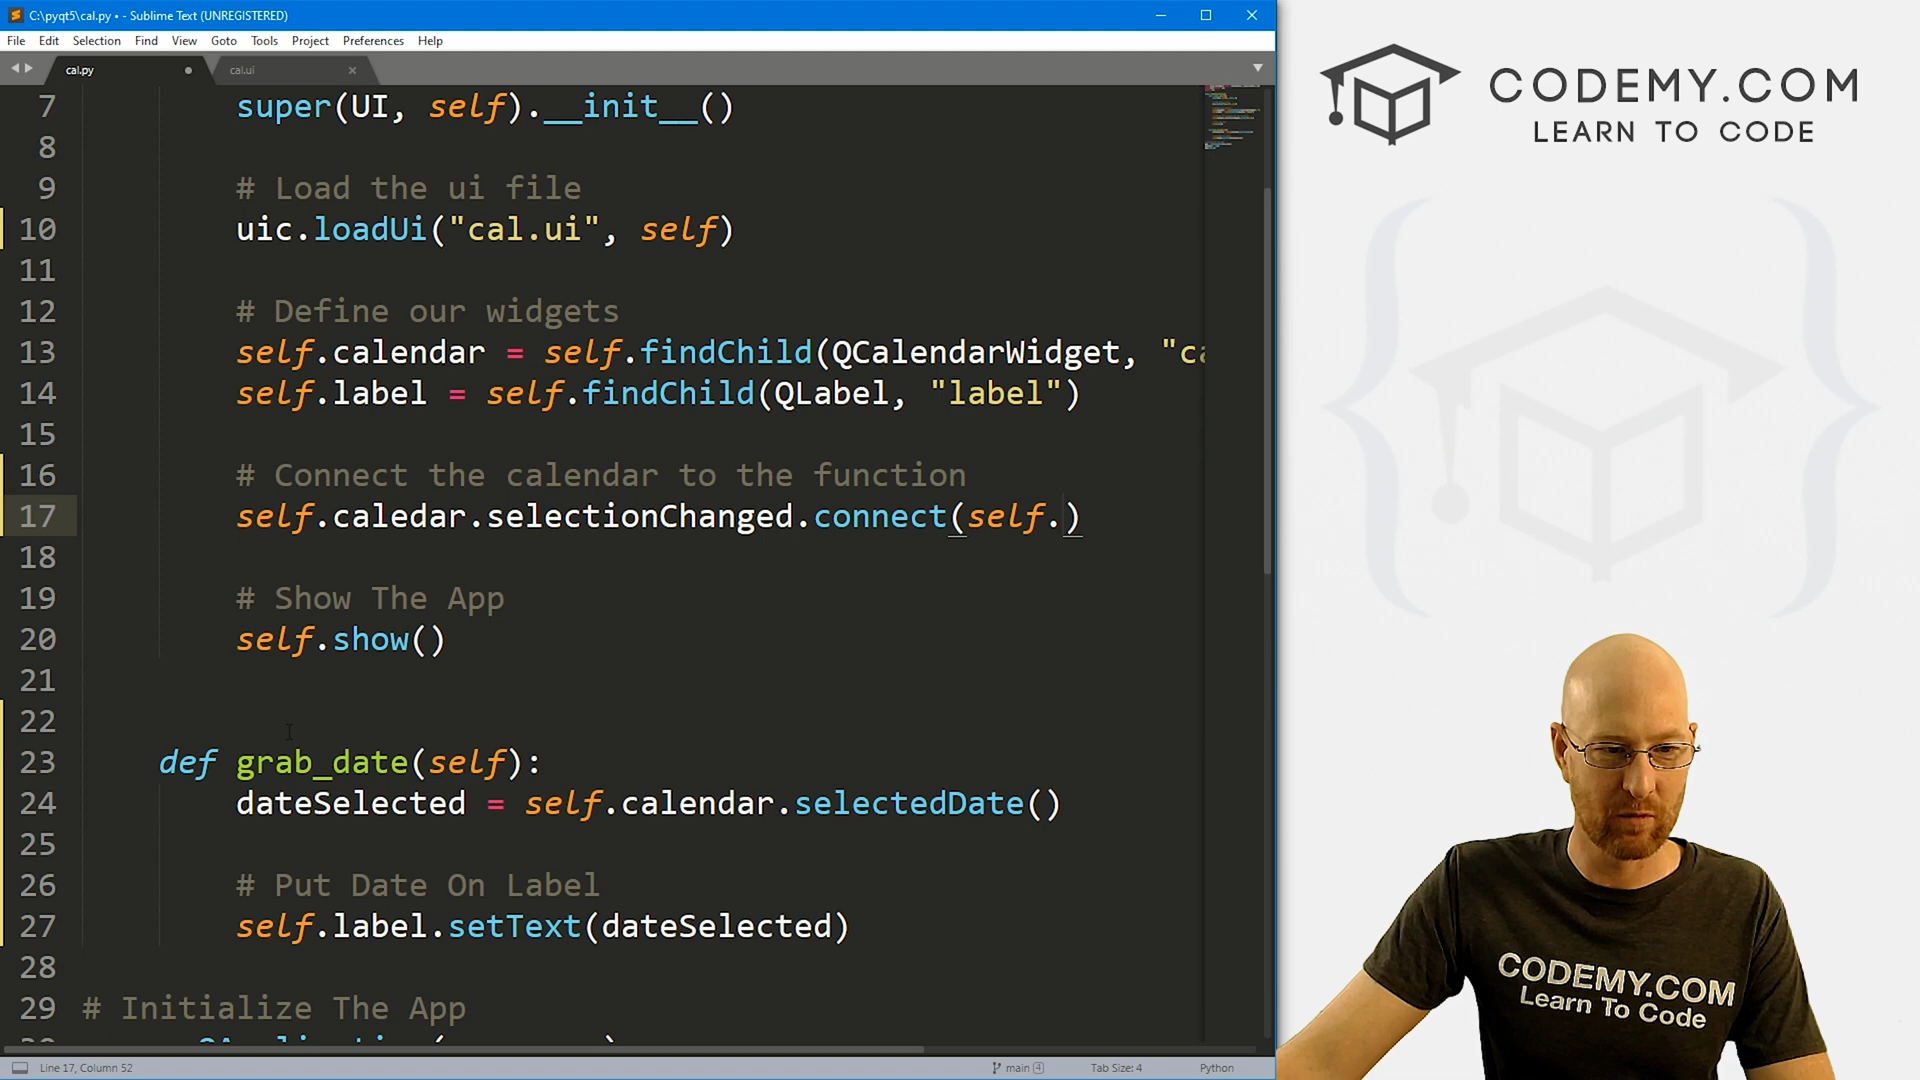 C:\pyqt5\cal.py • - Sublime Text (UNREGISTERED)
File Edit Selection Find View Goto Tools Project Preferences Help
cal.py cal.ui
7 super(UI, self).__init__()
8
9 # Load the ui file
10 uic.loadUi("cal.ui", self)
11
12 # Define our widgets
13 self.calendar = self.findChild(QCalendarWidget, "ca
14 self.label = self.findChild(QLabel, "label")
15
16 # Connect the calendar to the function
17 self.caledar.selectionChanged.connect(self.)
18
19 # Show The App
20 self.show()
21
22
23 def grab_date(self):
24 dateSelected = self.calendar.selectedDate()
25
26 # Put Date On Label
27 self.label.setText(dateSelected)
28
29 # Initialize The App
Line 17, Column 52 main 4 Tab Size: 4 Python
CODEMY.COM
LEARN TO CODE
CODEMY.COM
Learn To Code